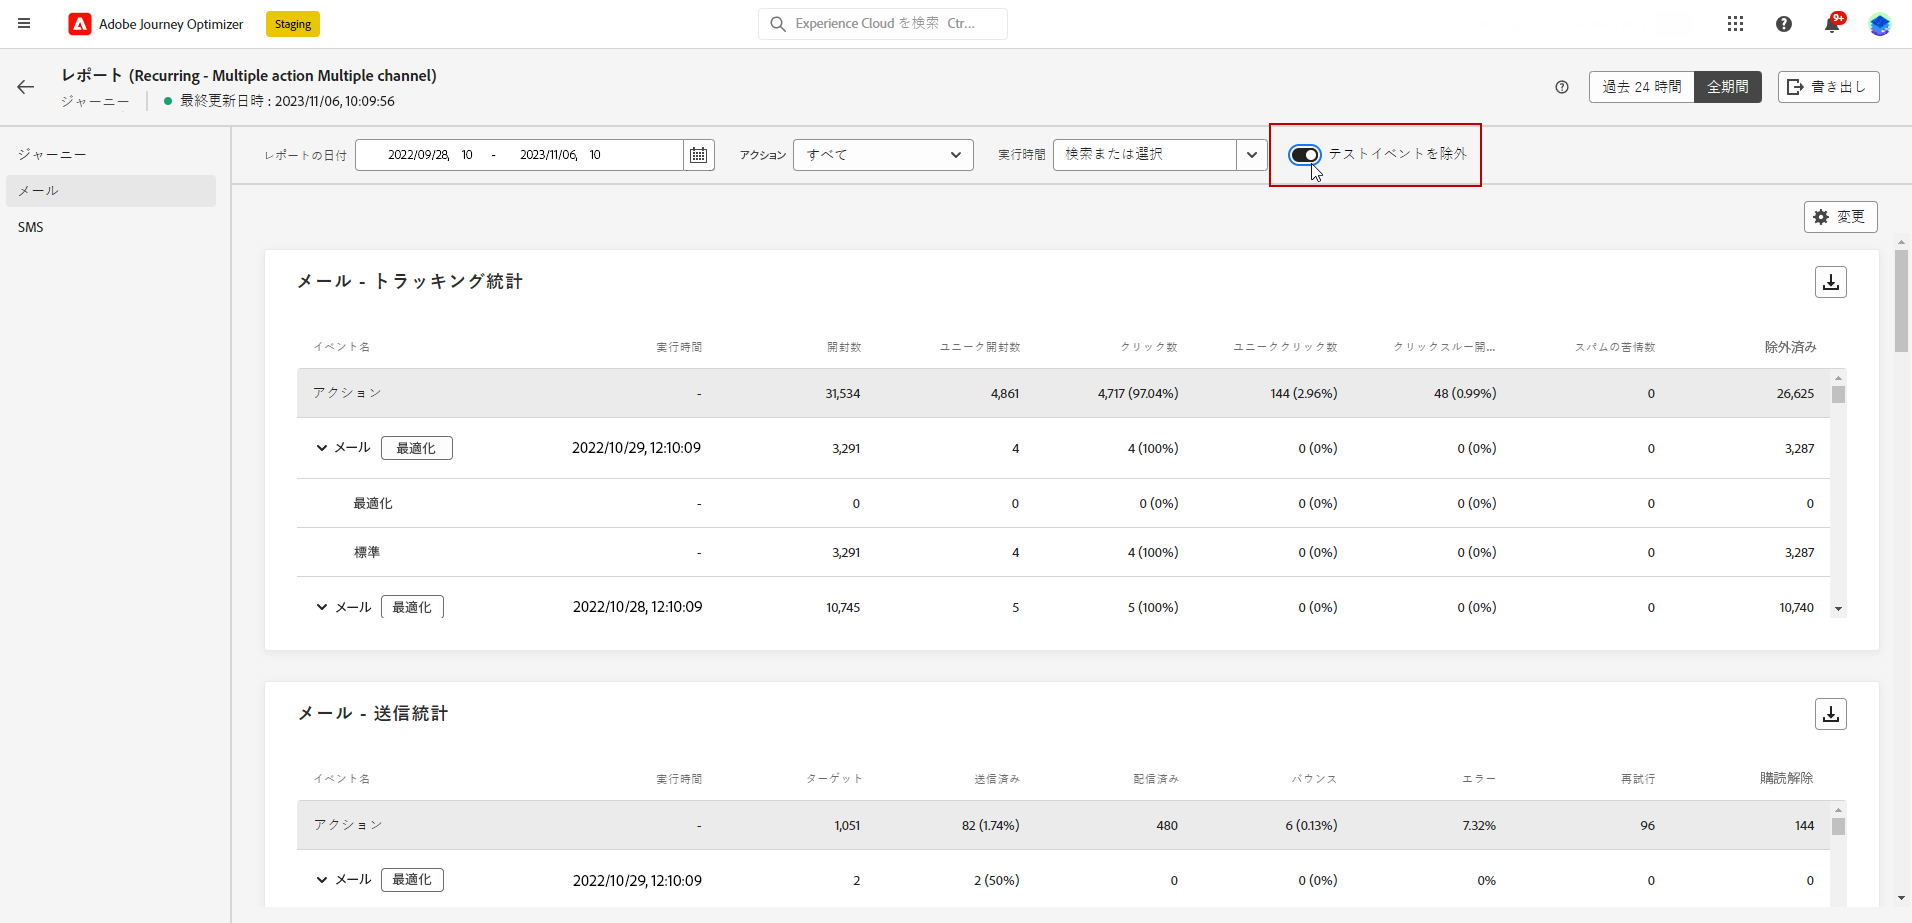 Adobe Journey Optimizer Staging Experience Cloud を検索 Ctr... 9+
レポート (Recurring - Multiple action Multiple channel)
ジャーニー 最終更新日時 : 2023/11/06, 10:09:56 過去 24 時間 全期間 書き出し
ジャーニー
メール
SMS
レポートの日付 2022/09/28, 10 - 2023/11/06, 10 アクション すべて 実行時間 検索または選択 テストイベントを除外
変更
メール - トラッキング統計
イベント名 実行時間 開封数 ユニーク開封数 クリック数 ユニーククリック数 クリックスルー開... スパムの苦情数 除外済み
アクション - 31,534 4,861 4,717 (97.04%) 144 (2.96%) 48 (0.99%) 0 26,625
メール 最適化 2022/10/29, 12:10:09 3,291 4 4 (100%) 0 (0%) 0 (0%) 0 3,287
最適化 - 0 0 0 (0%) 0 (0%) 0 (0%) 0 0
標準 - 3,291 4 4 (100%) 0 (0%) 0 (0%) 0 3,287
メール 最適化 2022/10/28, 12:10:09 10,745 5 5 (100%) 0 (0%) 0 (0%) 0 10,740
メール - 送信統計
イベント名 実行時間 ターゲット 送信済み 配信済み バウンス エラー 再試行 購読解除
アクション - 1,051 82 (1.74%) 480 6 (0.13%) 7.32% 96 144
メール 最適化 2022/10/29, 12:10:09 2 2 (50%) 0 0 (0%) 0% 0 0